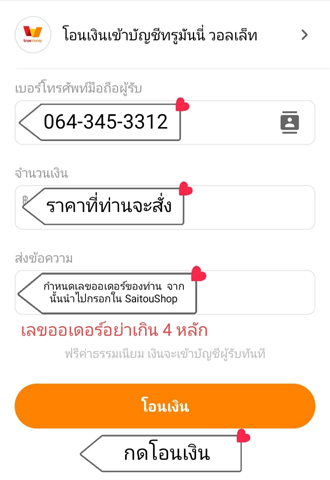 โอนเงินเข้าบัญชีทรูมันนี่ วอลเล็ท
เบอร์โทรศัพท์มือถือผู้รับ
064-345-3312
จำนวนเงิน
฿
ราคาที่ท่านจะสั่ง
ส่งข้อความ
กำหนดเลขออเดอร์ของท่าน จาก
นั้นนำไปกรอกใน SaitouShop
เลขออเดอร์อย่าเกิน 4 หลัก
ฟรีค่าธรรมเนียม เงินจะเข้าบัญชีผู้รับทันที
โอนเงิน
กดโอนเงิน